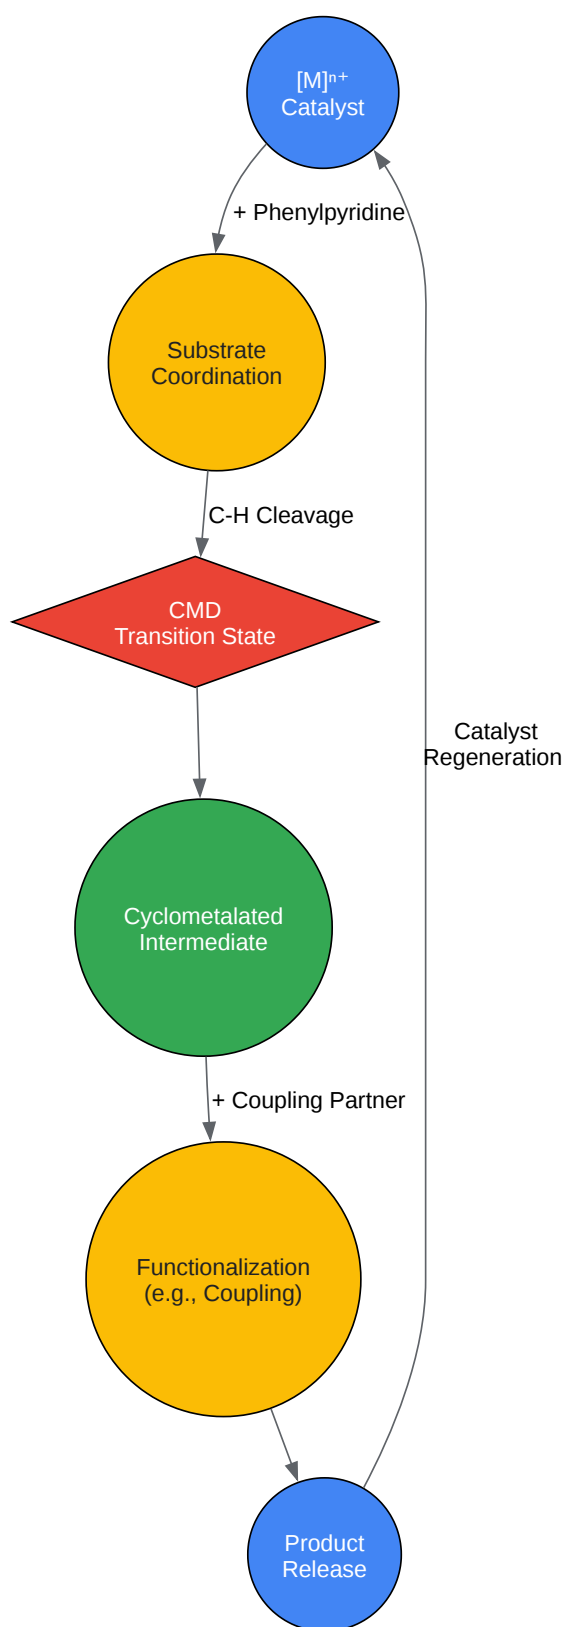 [M]ⁿ⁺
Catalyst
+ Phenylpyridine
Substrate
Coordination
C-H Cleavage
CMD
Transition State
Catalyst
Regeneration
Cyclometalated
Intermediate
+ Coupling Partner
Functionalization
(e.g., Coupling)
Product
Release